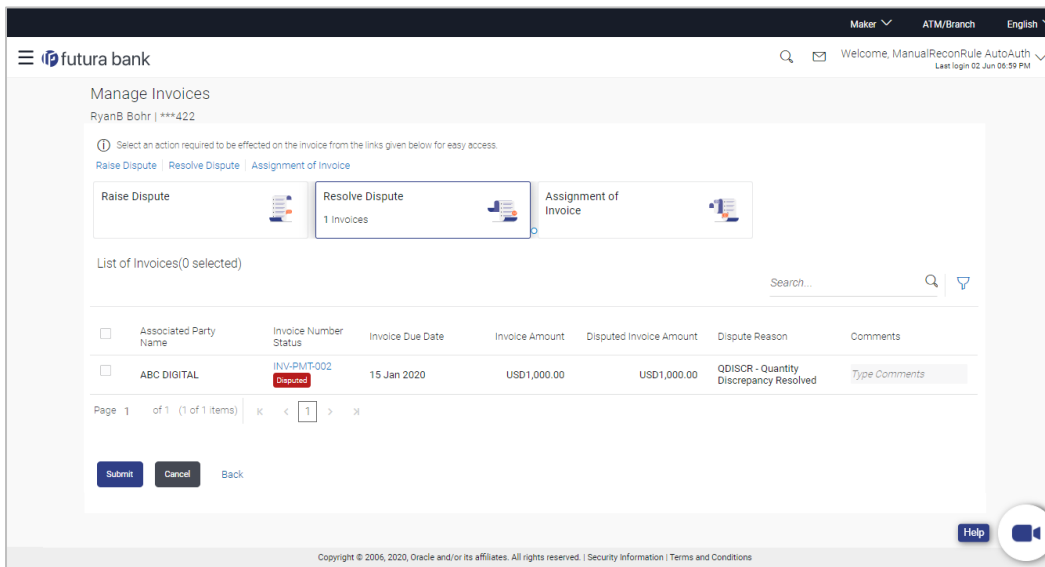 Maker ATM/Branch English
futura bank
Welcome, ManualReconRule AutoAuth
Last login 02 Jun 06:59 PM
Manage Invoices
RyanB Bohr | ***422
Select an action required to be effected on the invoice from the links given below for easy access.
Raise Dispute | Resolve Dispute | Assignment of Invoice
Raise Dispute
Resolve Dispute
1 Invoices
Assignment of
Invoice
List of Invoices(0 selected)
Search...
Associated Party
Name
Invoice Number
Status
Invoice Due Date
Invoice Amount
Disputed Invoice Amount
Dispute Reason
Comments
ABC DIGITAL
INV-PMT-002
Disputed
15 Jan 2020
USD1,000.00
USD1,000.00
QDISCR - Quantity
Discrepancy Resolved
Type Comments
Page 1 of 1 (1 of 1 items) 1
Submit Cancel Back
Help
Copyright © 2006, 2020, Oracle and/or its affiliates. All rights reserved. | Security Information | Terms and Conditions